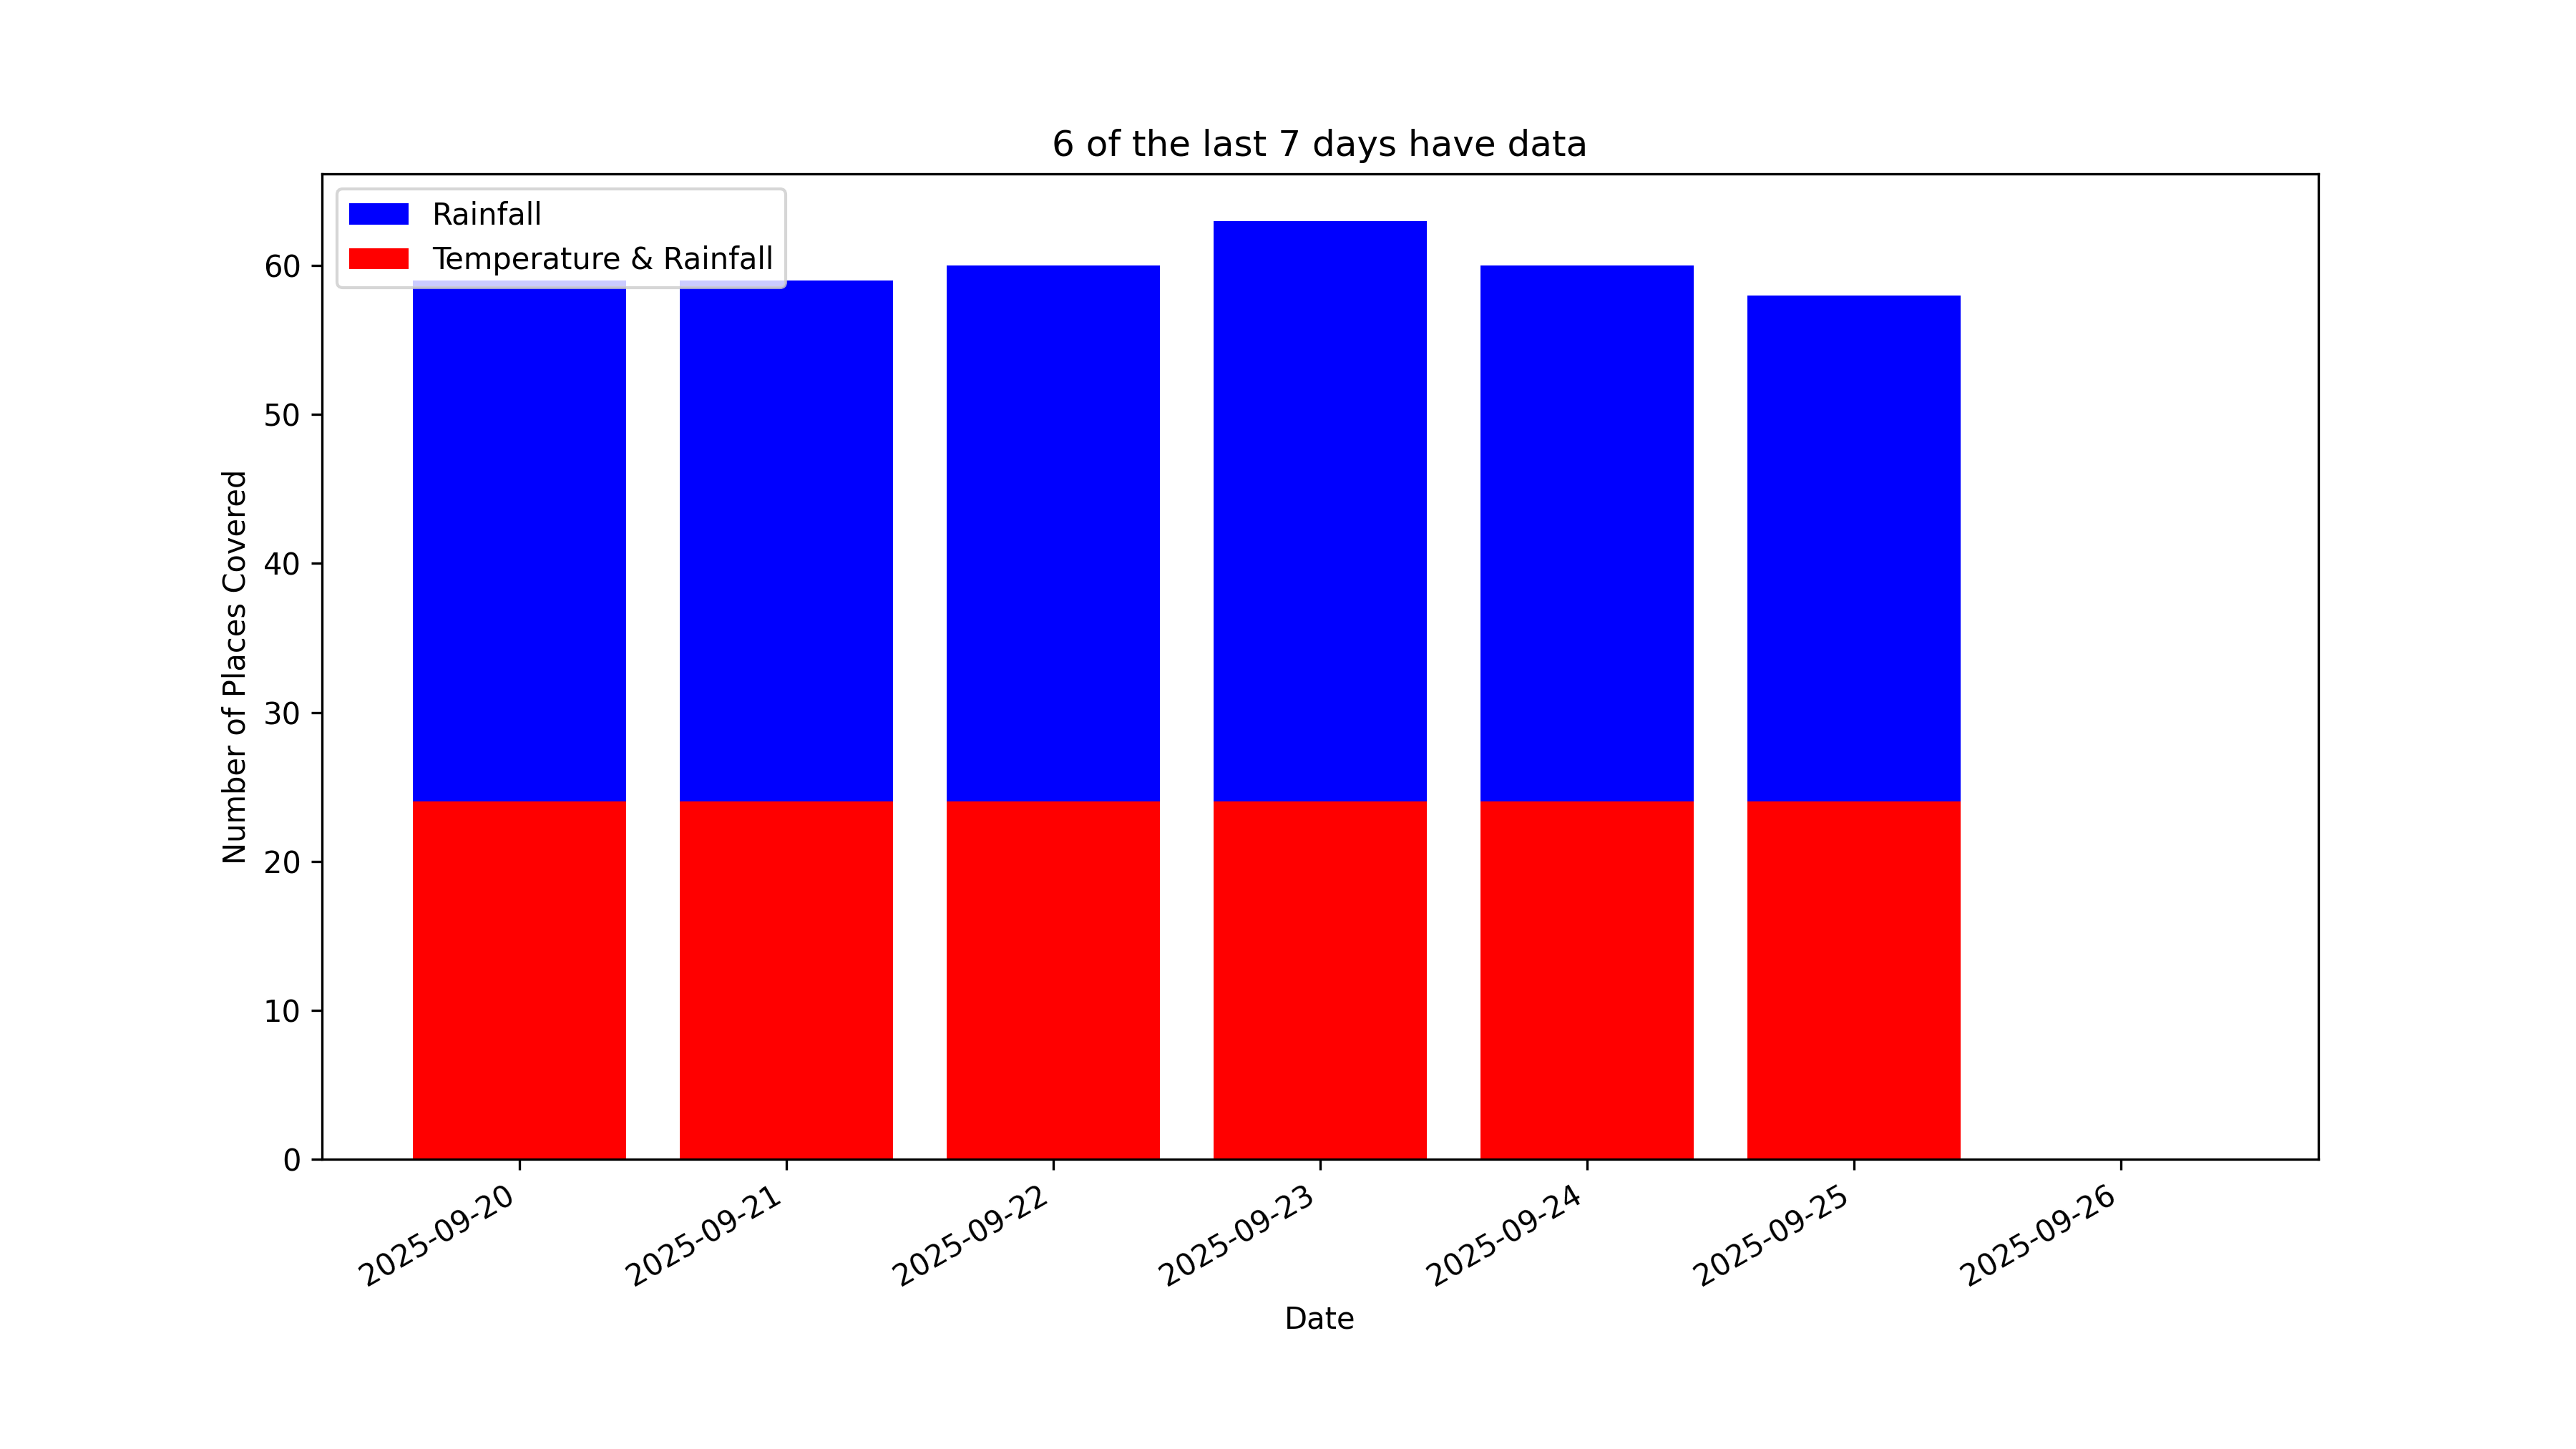 6 of the last 7 days have data
Rainfall
Temperature & Rainfall
Number of Places Covered
60
50
40
30
20
10
0
2025-09-20
2025-09-21
2025-09-22
2025-09-23
2025-09-24
2025-09-25
2025-09-26
Date